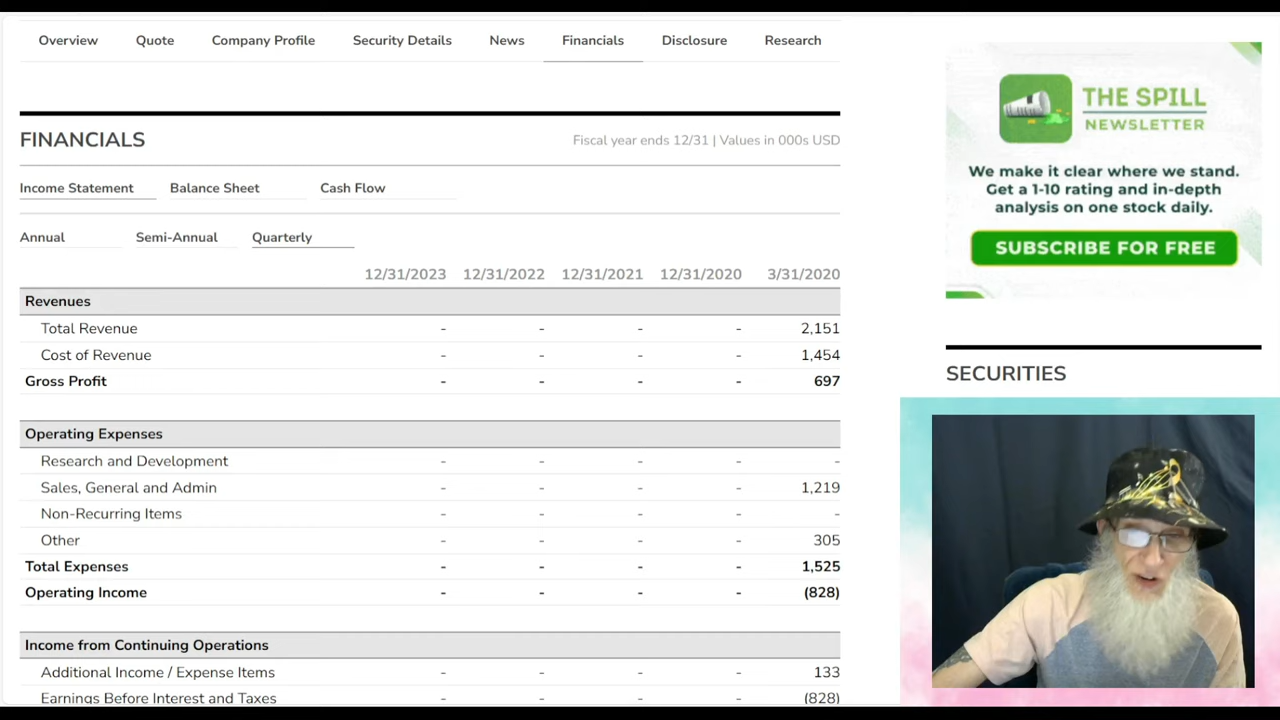 Overview Quote Company Profile Security Details News Financials Disclosure Research
FINANCIALS
Fiscal year ends 12/31 | Values in 000s USD
Income Statement Balance Sheet Cash Flow
Annual Semi-Annual Quarterly
12/31/2023 12/31/2022 12/31/2021 12/31/2020 3/31/2020
Revenues
Total Revenue - - - - 2,151
Cost of Revenue - - - - 1,454
Gross Profit - - - - 697
Operating Expenses
Research and Development - - - - -
Sales, General and Admin - - - - 1,219
Non-Recurring Items - - - - -
Other - - - - 305
Total Expenses - - - - 1,525
Operating Income - - - - (828)
Income from Continuing Operations
Additional Income / Expense Items - - - - 133
Earnings Before Interest and Taxes - - - - (828)
THE SPILL
NEWSLETTER
We make it clear where we stand.
Get a 1-10 rating and in-depth
analysis on one stock daily.
SUBSCRIBE FOR FREE
SECURITIES